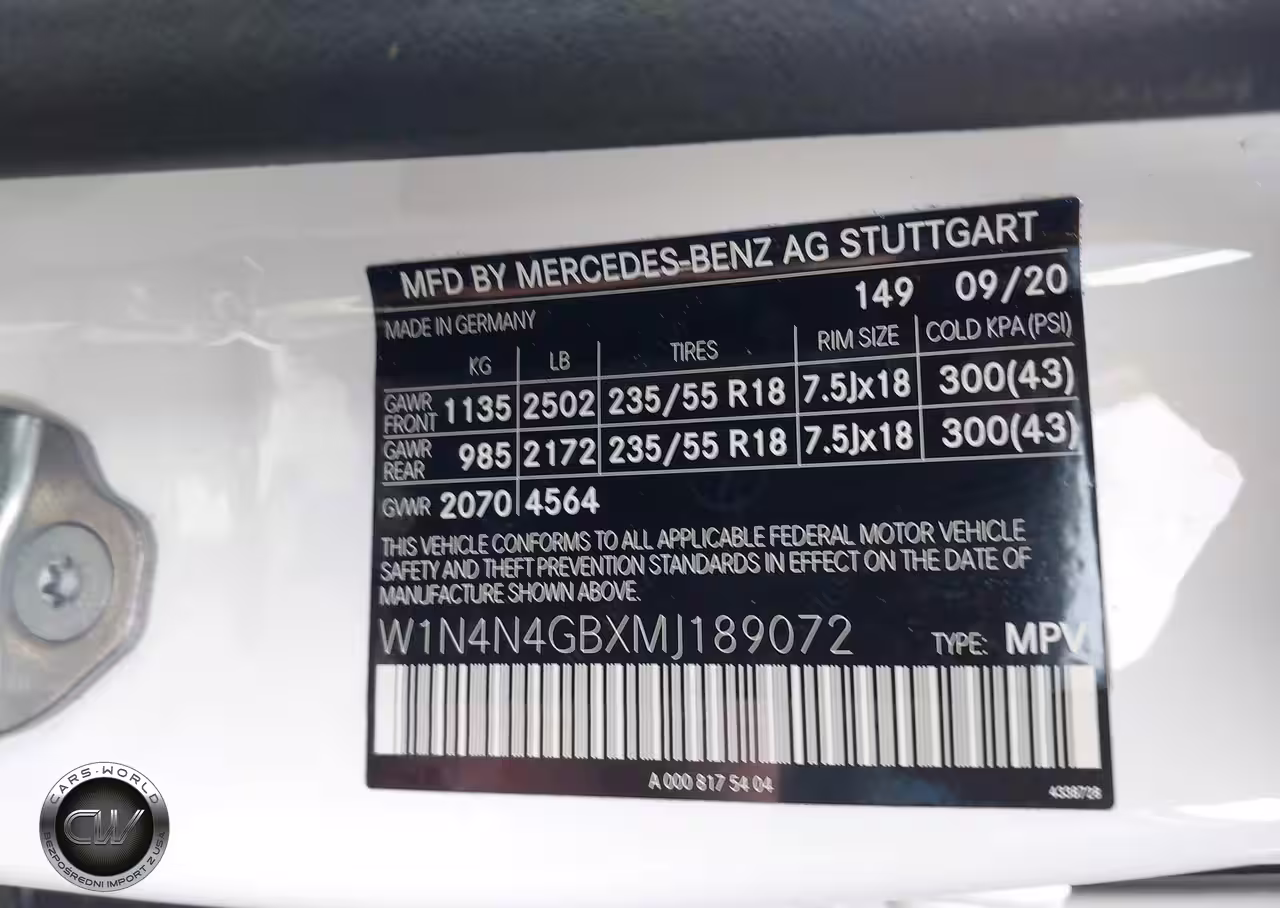 MFD BY MERCEDES-BENZ AG STUTTGART
149 09/20
MADE IN GERMANY
KG LB TIRES RIM SIZE COLD KPA (PSI)
GAWR FRONT 1135 2502 235/55 R18 7.5Jx18 300(43)
GAWR REAR 985 2172 235/55 R18 7.5Jx18 300(43)
GVWR 2070 4564
THIS VEHICLE CONFORMS TO ALL APPLICABLE FEDERAL MOTOR VEHICLE
SAFETY AND THEFT PREVENTION STANDARDS IN EFFECT ON THE DATE OF
MANUFACTURE SHOWN ABOVE.
W1N4N4GBXMJ189072 TYPE: MPV
A 000 817 54 04
4338728
CARS-WORLD
CW
BEZPOŚREDNI IMPORT Z USA